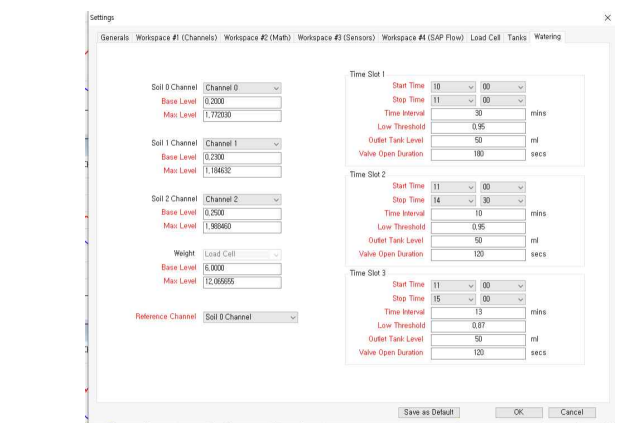 Settings
Generals Workspace #1 (Channels) Workspace #2 (Math) Workspace #3 (Sensors) Workspace #4 (SAP Flow) Load Cell Tanks Watering
Soil 0 Channel Channel 0
Base Level 0,2000
Max Level 1,772030
Soil 1 Channel Channel 1
Base Level 0,2300
Max Level 1,184632
Soil 2 Channel Channel 2
Base Level 0,2500
Max Level 1,988460
Weight Load Cell
Base Level 6,0000
Max Level 12,065655
Reference Channel Soil 0 Channel
Time Slot 1
Start Time 10 00
Stop Time 11 00
Time Interval 30 mins
Low Threshold 0,95
Outlet Tank Level 50 ml
Valve Open Duration 180 secs
Time Slot 2
Start Time 11 00
Stop Time 14 30
Time Interval 10 mins
Low Threshold 0,95
Outlet Tank Level 50 ml
Valve Open Duration 120 secs
Time Slot 3
Start Time 11 00
Stop Time 15 00
Time Interval 13 mins
Low Threshold 0,87
Outlet Tank Level 50 ml
Valve Open Duration 120 secs
Save as Default OK Cancel